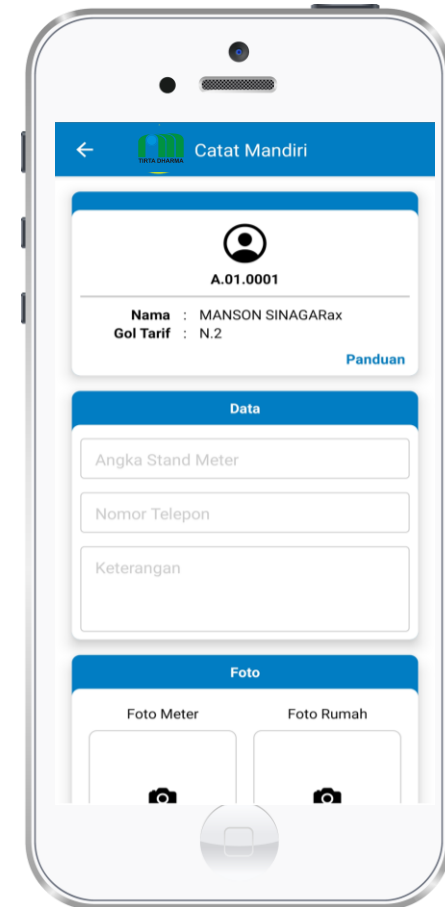 TIRTA DHARMA
Catat Mandiri
A.01.0001
Nama : MANSON SINAGARax
Gol Tarif : N.2
Panduan
Data
Angka Stand Meter
Nomor Telepon
Keterangan
Foto
Foto Meter Foto Rumah